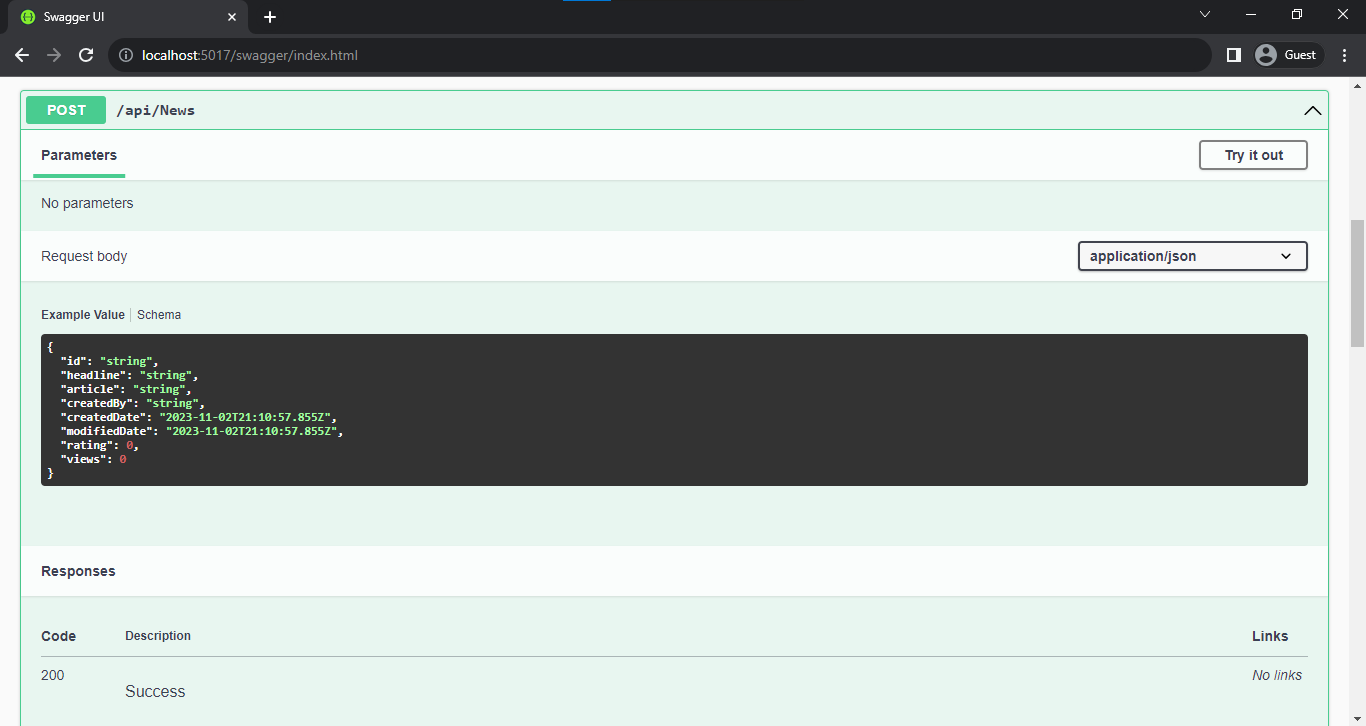 Swagger UI
localhost:5017/swagger/index.html
Guest
POST /api/News
Parameters
Try it out
No parameters
Request body
application/json
Example Value | Schema
{
"id": "string",
"headline": "string",
"article": "string",
"createdBy": "string",
"createdDate": "2023-11-02T21:10:57.855Z",
"modifiedDate": "2023-11-02T21:10:57.855Z",
"rating": 0,
"views": 0
}
Responses
Code Description Links
200 Success No links